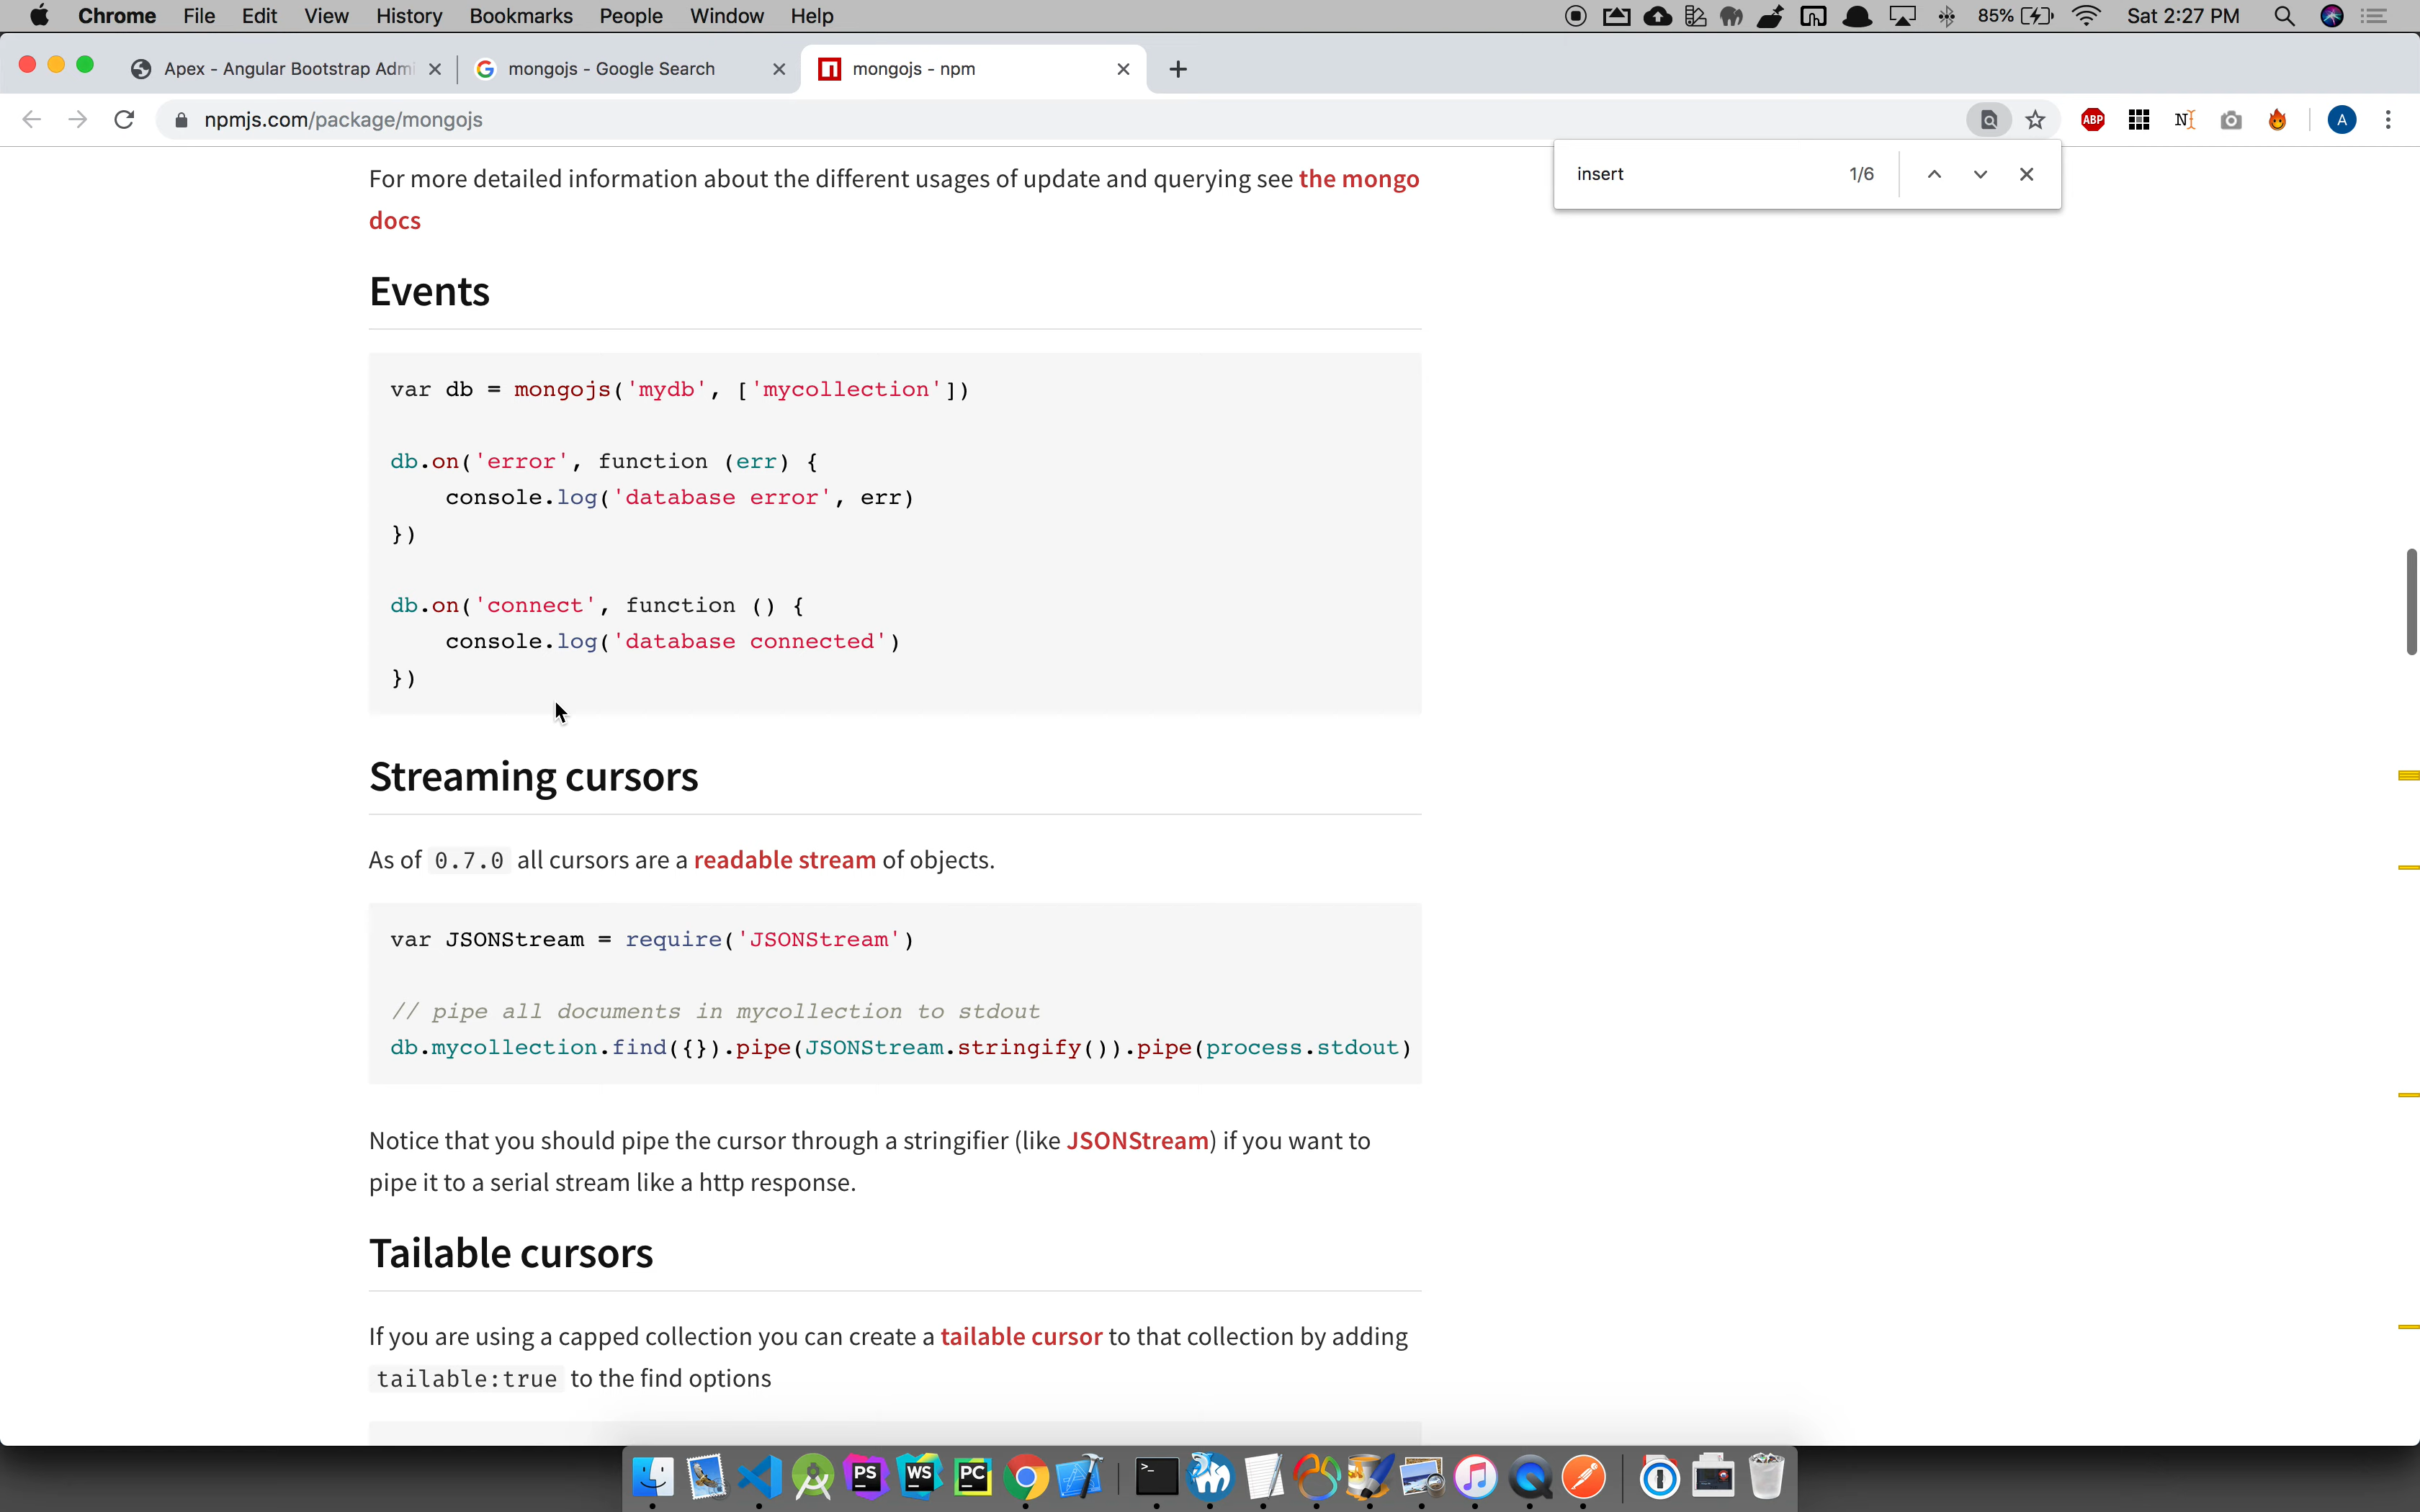 Chrome File Edit View History Bookmarks People Window Help 85% Sat 2:27 PM
Apex - Angular Bootstrap Admi mongojs - Google Search mongojs - npm
npmjs.com/package/mongojs ABP A
insert 1/6
For more detailed information about the different usages of update and querying see the mongo
docs
Events
var db = mongojs('mydb', ['mycollection'])
db.on('error', function (err) {
console.log('database error', err)
})
db.on('connect', function () {
console.log('database connected')
})
Streaming cursors
As of 0.7.0 all cursors are a readable stream of objects.
var JSONStream = require('JSONStream')
// pipe all documents in mycollection to stdout
db.mycollection.find({}).pipe(JSONStream.stringify()).pipe(process.stdout)
Notice that you should pipe the cursor through a stringifier (like JSONStream) if you want to
pipe it to a serial stream like a http response.
Tailable cursors
If you are using a capped collection you can create a tailable cursor to that collection by adding
tailable:true to the find options
PS WS PC